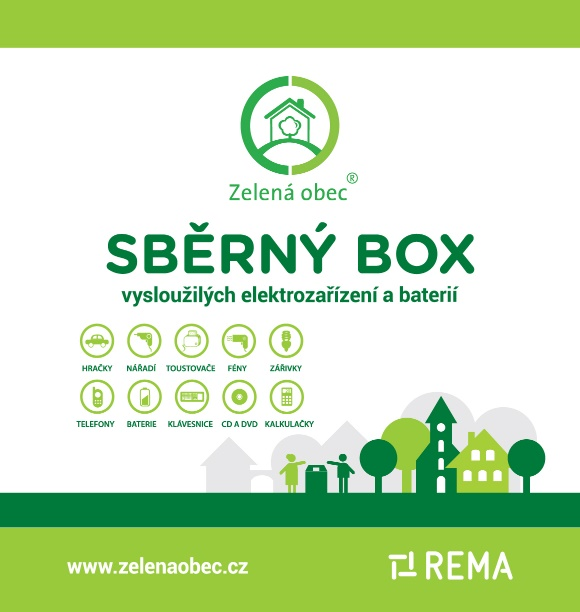 Zelená obec®
SBĚRNÝ BOX
vysloužilých elektrozařízení a baterií
HRAČKY NÁŘADÍ TOUSTOVAČE FÉNY ZÁŘIVKY
TELEFONY BATERIE KLÁVESNICE CD A DVD KALKULAČKY
www.zelenaobec.cz REMA